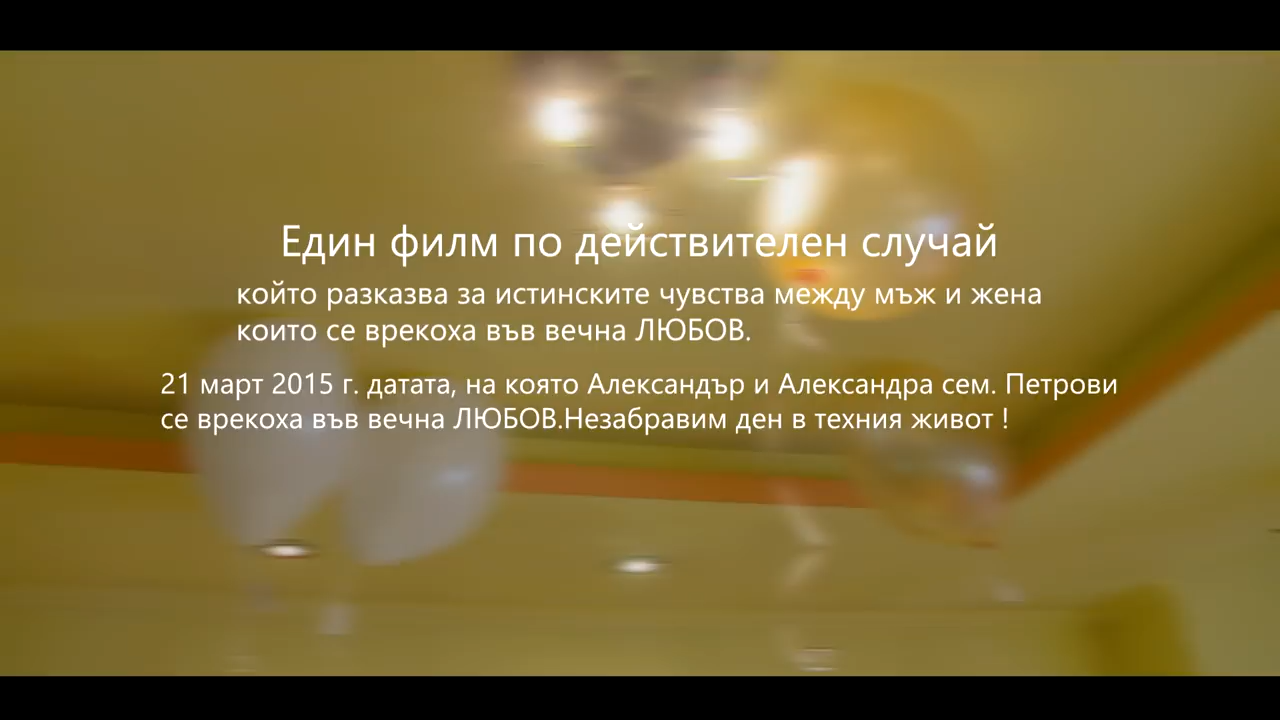 Един филм по действителен случай
който разказва за истинските чувства между мъж и жена
които се врекоха във вечна ЛЮБОВ.
21 март 2015 г. датата, на която Александър и Александра сем. Петрови
се врекоха във вечна ЛЮБОВ.Незабравим ден в техния живот !